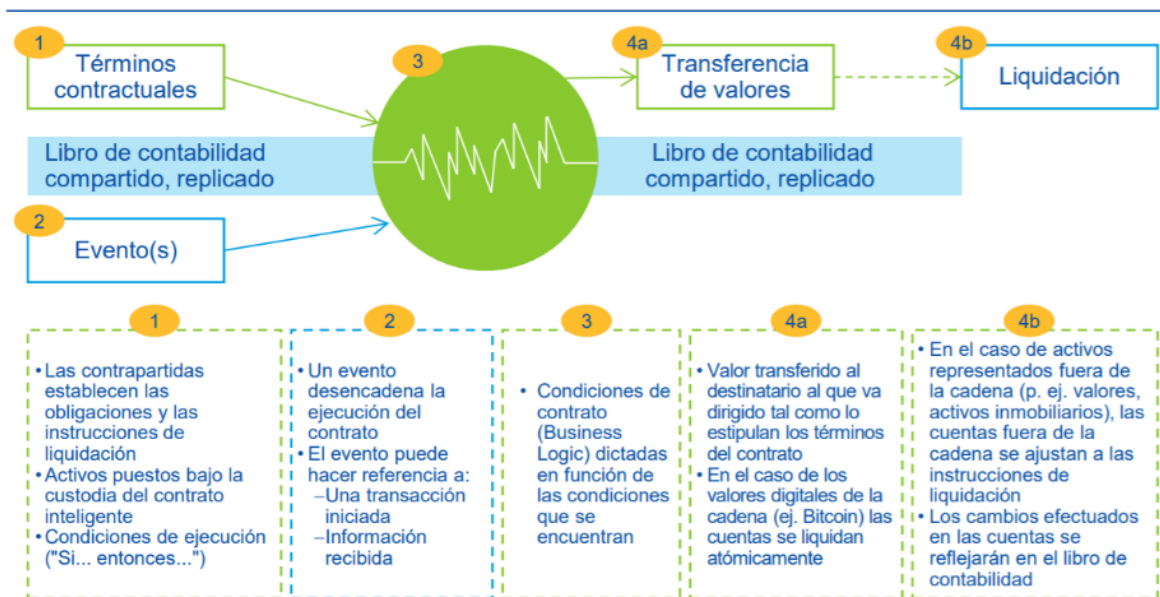 1
Términos
contractuales
3
4a
Transferencia
de valores
4b
Liquidación
Libro de contabilidad
compartido, replicado
Libro de contabilidad
compartido, replicado
2
Evento(s)
1
• Las contrapartidas
establecen las
obligaciones y las
instrucciones de
liquidación
• Activos puestos bajo la
custodia del contrato
inteligente
• Condiciones de ejecución
("Si... entonces...")
2
• Un evento
desencadena la
ejecución del
contrato
• El evento puede
hacer referencia a:
–Una transacción
iniciada
–Información
recibida
3
• Condiciones de
contrato
(Business
Logic) dictadas
en función de
las condiciones
que se
encuentran
4a
• Valor transferido al
destinatario al que va
dirigido tal como lo
estipulan los términos
del contrato
• En el caso de los
valores digitales de la
cadena (ej. Bitcoin) las
cuentas se liquidan
atómicamente
4b
• En el caso de activos
representados fuera de
la cadena (p. ej. valores,
activos inmobiliarios), las
cuentas fuera de la
cadena se ajustan a las
instrucciones de
liquidación
• Los cambios efectuados
en las cuentas se
reflejarán en el libro de
contabilidad